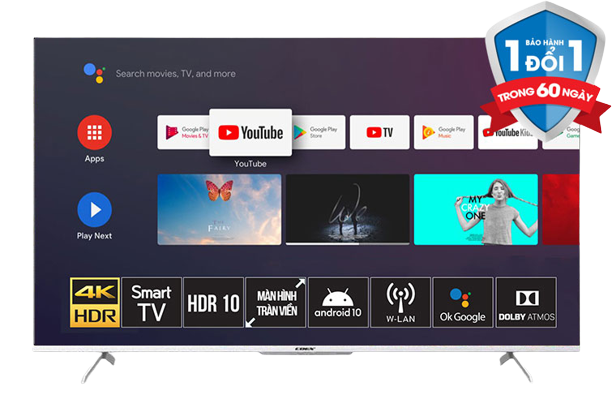 BẢO HÀNH
1 ĐỔI 1
TRONG 60 NGÀY
Search movies, TV, and more
Apps
Google Play
Movies & TV
YouTube
Google Play
Store
TV
Google Play
Music
YouTube Kids
Google
Game
YouTube
Play Next
FAIRY
MY
CRAZY
ONE
4K
HDR
Smart
TV
HDR 10
MÀN HÌNH
TRÀN VIỀN
android 10
W-LAN
Ok Google
DOLBY ATMOS